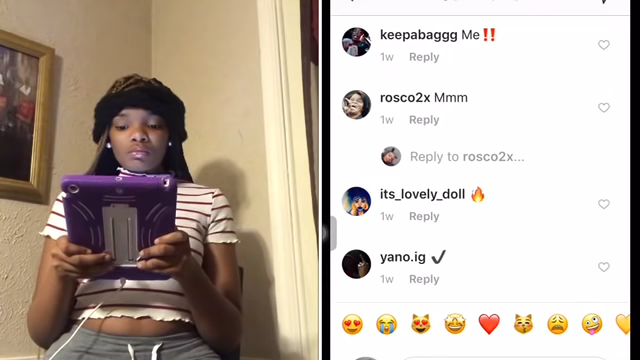 keepabaggg Me‼️
1w Reply
rosco2x Mmm
1w Reply
Reply to rosco2x...
its_lovely_doll 🔥
1w Reply
yano.ig ✔
1w Reply